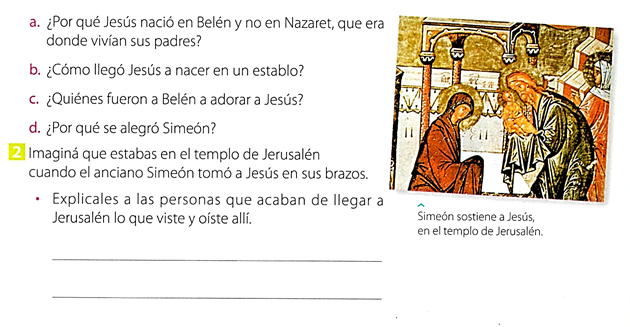 a. ¿Por qué Jesús nació en Belén y no en Nazaret, que era
donde vivían sus padres?
b. ¿Cómo llegó Jesús a nacer en un establo?
c. ¿Quiénes fueron a Belén a adorar a Jesús?
d. ¿Por qué se alegró Simeón?
2 Imaginá que estabas en el templo de Jerusalén
cuando el anciano Simeón tomó a Jesús en sus brazos.
• Explicales a las personas que acaban de llegar a
Jerusalén lo que viste y oíste allí.
Simeón sostiene a Jesús,
en el templo de Jerusalén.